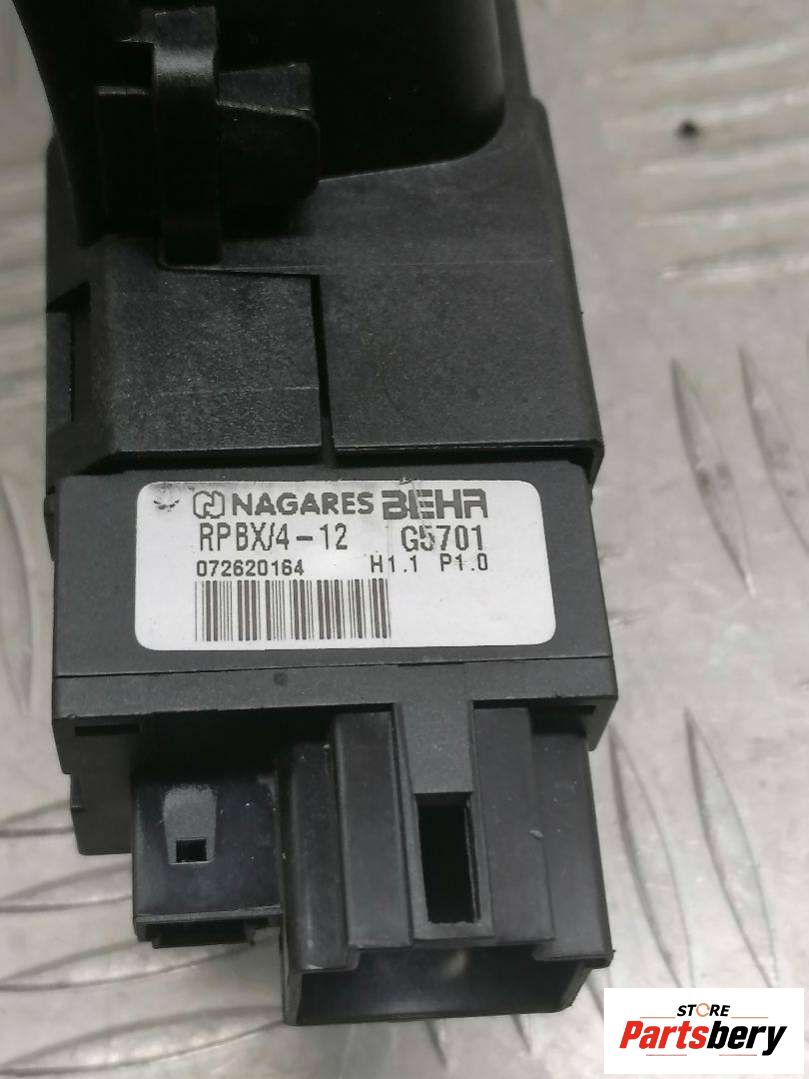 NAGARES BEHR
RPBX/4-12 G5701
072620164 H1.1 P1.0
STORE
Partsbery